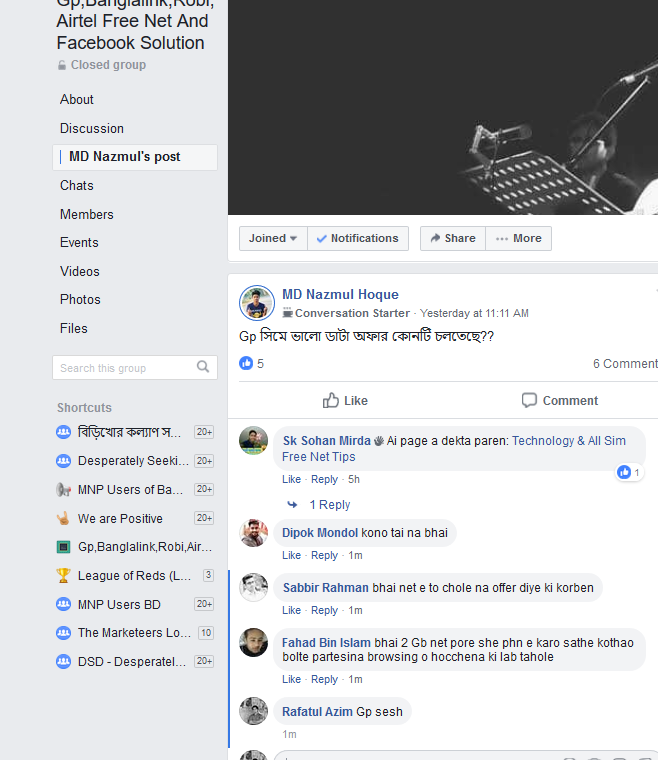 Gp,Banglalink,Robi,
Airtel Free Net And
Facebook Solution
Closed group
About
Discussion
MD Nazmul's post
Chats
Members
Events
Videos
Photos
Files
Search this group
Shortcuts
বিড়িখোর কল্যাণ স... 20+
Desperately Seeki... 20+
MNP Users of Ba... 20+
We are Positive 20+
Gp,Banglalink,Robi,Air...
League of Reds (L... 3
MNP Users BD 20+
The Marketeers Lo... 10
DSD - Desperatel... 20+
Joined Notifications Share More
MD Nazmul Hoque
Conversation Starter · Yesterday at 11:11 AM
Gp সিমে ভালো ডাটা অফার কোনটি চলতেছে??
5 6 Comment
Like Comment
Sk Sohan Mirda Ai page a dekta paren: Technology & All Sim
Free Net Tips
1
Like · Reply · 5h
1 Reply
Dipok Mondol kono tai na bhai
Like · Reply · 1m
Sabbir Rahman bhai net e to chole na offer diye ki korben
Like · Reply · 1m
Fahad Bin Islam bhai 2 Gb net pore she phn e karo sathe kothao
bolte partesina browsing o hocchena ki lab tahole
Like · Reply · 1m
Rafatul Azim Gp sesh
1m